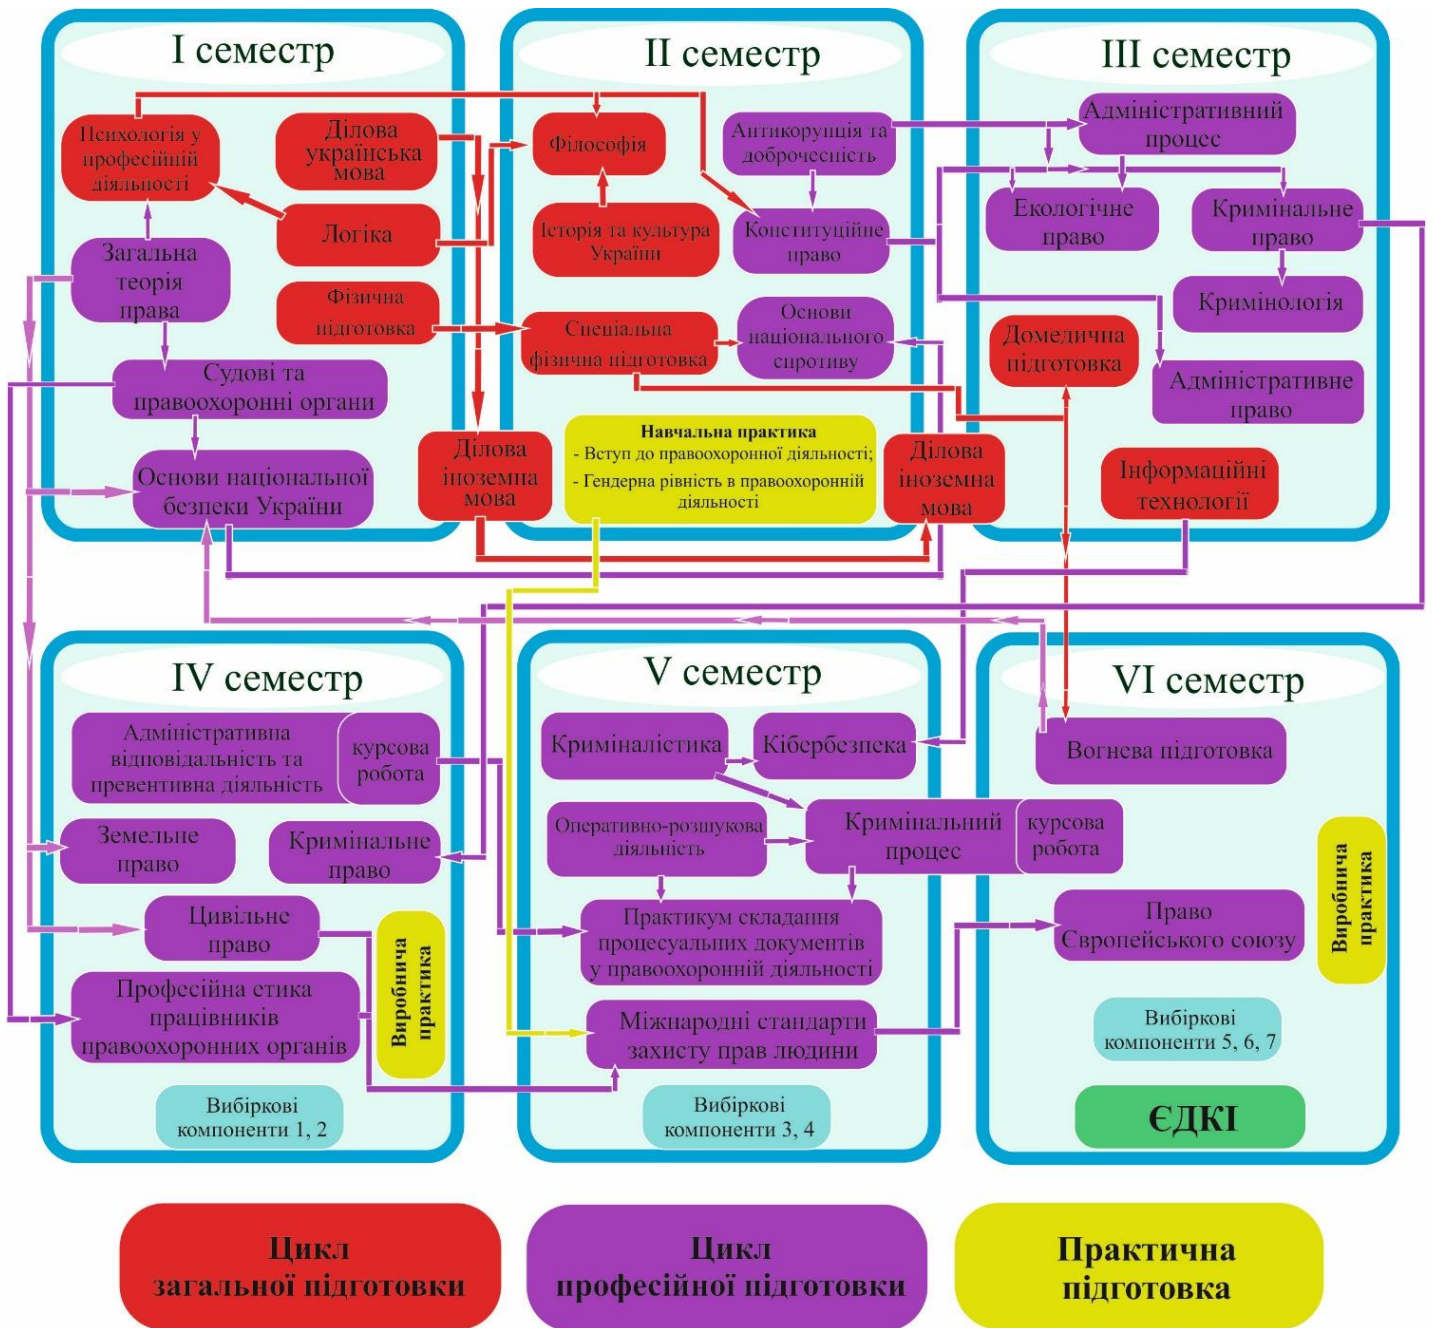 I семестр
Психологія у
професійній
діяльності
Ділова
українська
мова
Логіка
Загальна
теорія
права
Фізична
підготовка
Судові та
правоохоронні органи
Основи національної
безпеки України
Ділова
іноземна
мова
II семестр
Філософія
Антикорупція та
доброчесність
Історія та культура
України
Конституційне
право
Спеціальна
фізична підготовка
Основи
національного
спротиву
Навчальна практика
- Вступ до правоохоронної діяльності;
- Гендерна рівність в правоохоронній
діяльності
Ділова
іноземна
мова
III семестр
Адміністративний
процес
Екологічне
право
Кримінальне
право
Кримінологія
Домедична
підготовка
Адміністративне
право
Інформаційні
технології
IV семестр
Адміністративна
відповідальність та
превентивна діяльність
курсова
робота
Земельне
право
Кримінальне
право
Цивільне
право
Професійна етика
працівників
правоохоронних органів
Виробнича
практика
Вибіркові
компоненти 1, 2
V семестр
Криміналістика
Кібербезпека
Оперативно-розшукова
діяльність
Кримінальний
процес
курсова
робота
Практикум складання
процесуальних документів
у правоохоронній діяльності
Міжнародні стандарти
захисту прав людини
Вибіркові
компоненти 3, 4
VI семестр
Вогнева підготовка
Виробнича
практика
Право
Європейського союзу
Вибіркові
компоненти 5, 6, 7
ЄДКІ
Цикл
загальної підготовки
Цикл
професійної підготовки
Практична
підготовка